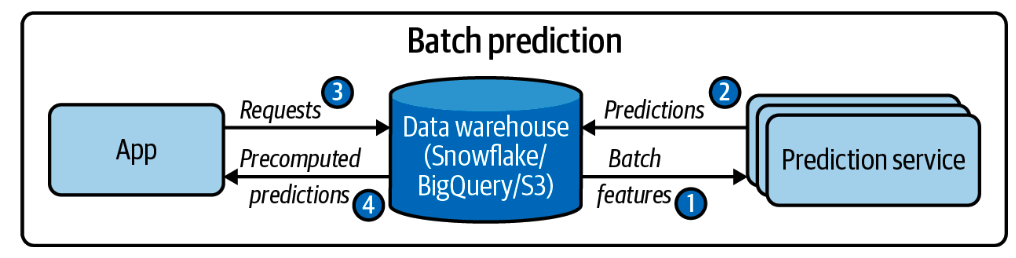 Batch prediction
App
Requests 3
Precomputed
predictions 4
Data warehouse
(Snowflake/
BigQuery/S3)
Predictions 2
Batch
features 1
Prediction service